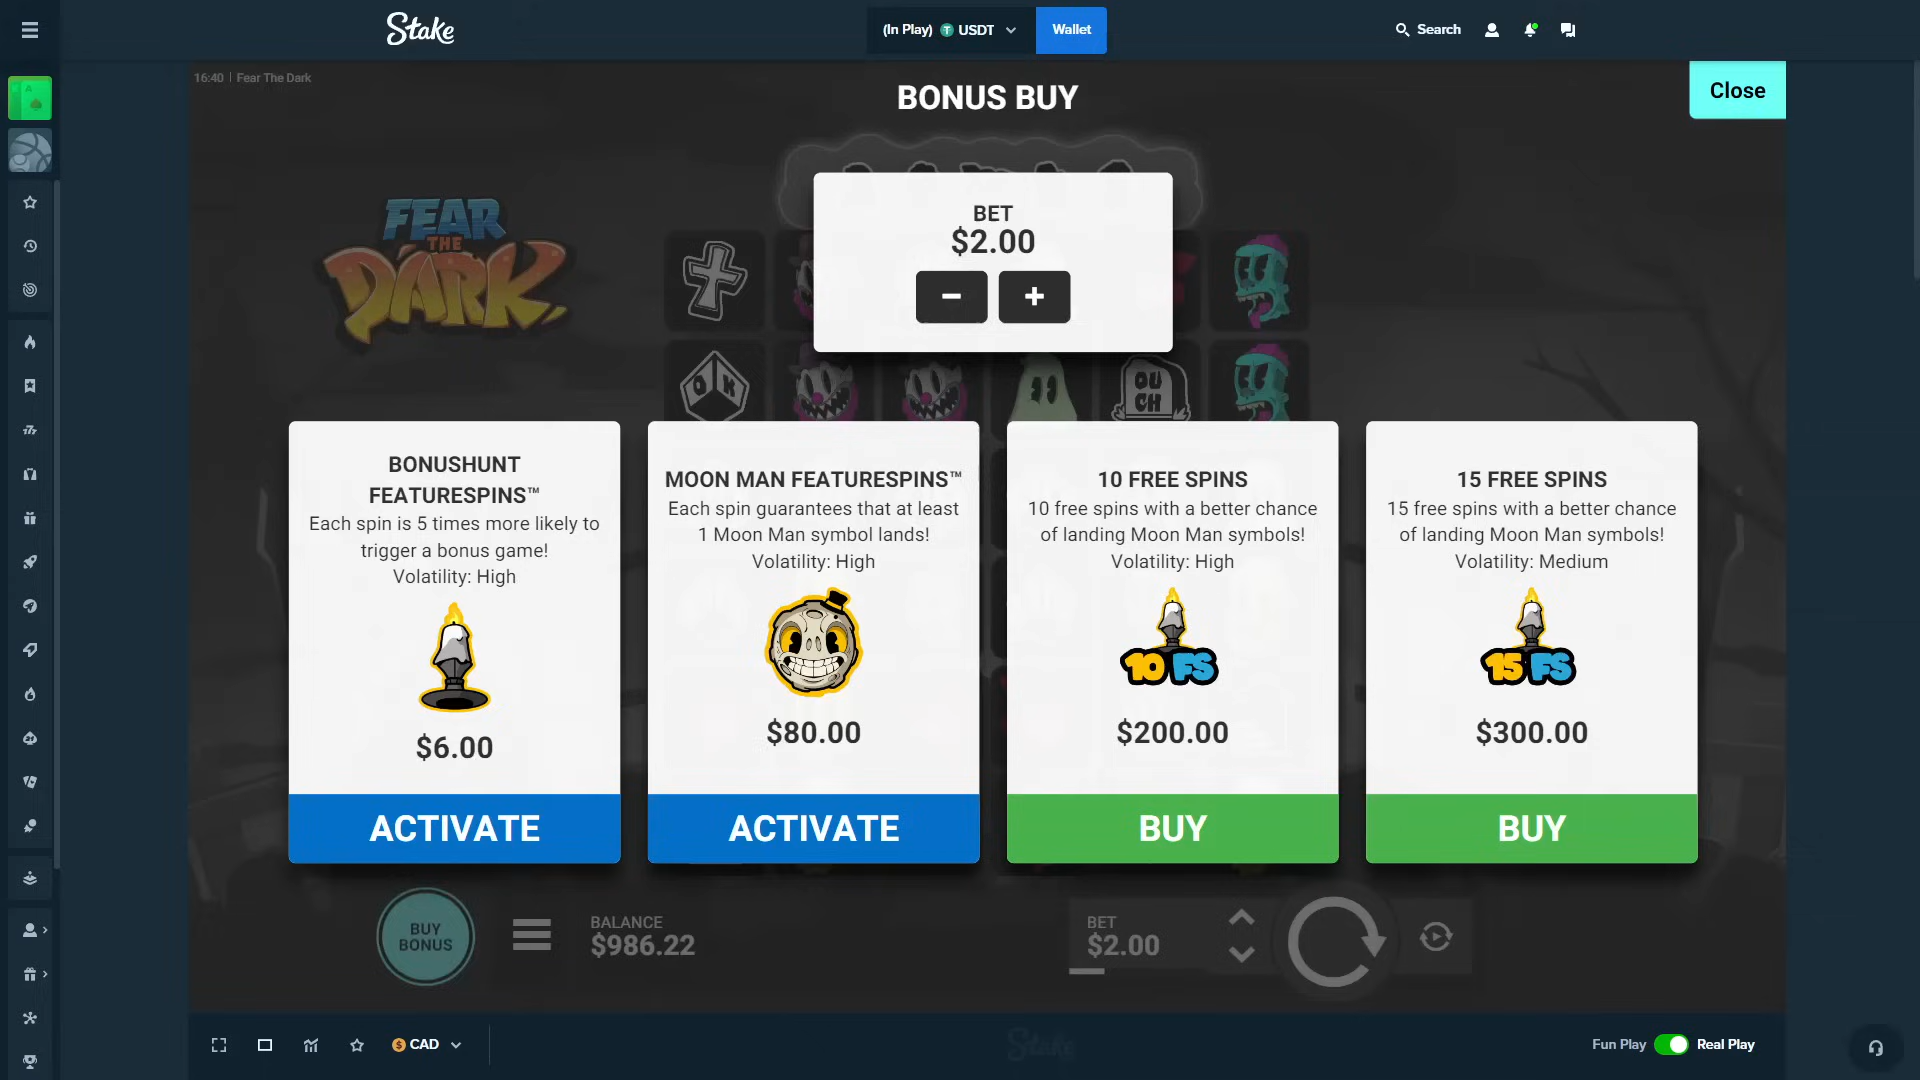 Stake
(In Play) USDT
Wallet
Search
16:40 | Fear The Dark
BONUS BUY
Close
FEAR
THE
DARK
BET
$2.00
OK
OU
CH
BONUSHUNT
FEATURESPINS™
Each spin is 5 times more likely to
trigger a bonus game!
Volatility: High
$6.00
ACTIVATE
MOON MAN FEATURESPINS™
Each spin guarantees that at least
1 Moon Man symbol lands!
Volatility: High
$80.00
ACTIVATE
10 FREE SPINS
10 free spins with a better chance
of landing Moon Man symbols!
Volatility: High
10 FS
$200.00
BUY
15 FREE SPINS
15 free spins with a better chance
of landing Moon Man symbols!
Volatility: Medium
15 FS
$300.00
BUY
BUY
BONUS
BALANCE
$986.22
BET
$2.00
CAD
Stake
Fun Play
Real Play